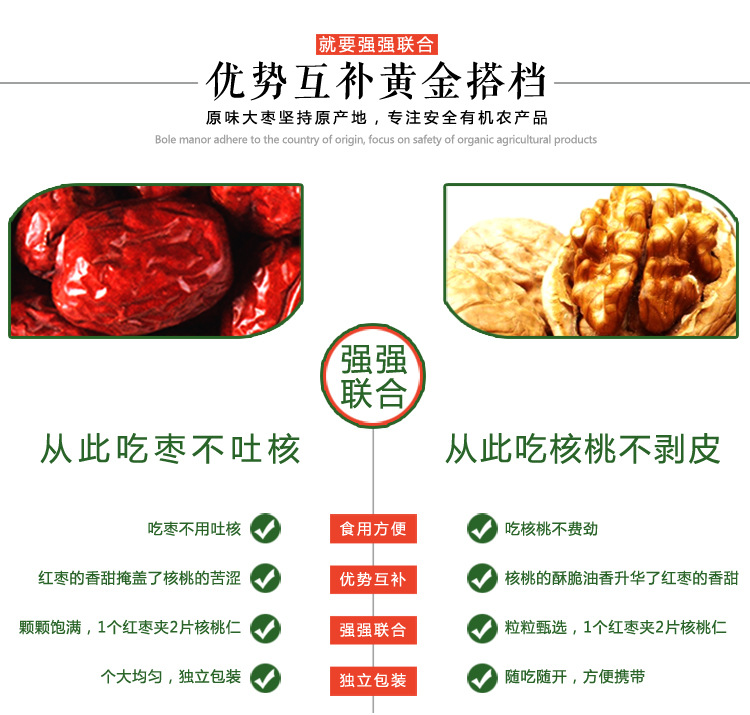 就要强强联合
优势互补黄金搭档
原味大枣坚持原产地，专注安全有机农产品
Bole manor adhere to the country of origin, focus on safety of organic agricultural products
强强
联合
从此吃枣不吐核
从此吃核桃不剥皮
吃枣不用吐核
食用方便
吃核桃不费劲
红枣的香甜掩盖了核桃的苦涩
优势互补
核桃的酥脆油香升华了红枣的香甜
颗颗饱满，1个红枣夹2片核桃仁
强强联合
粒粒甄选，1个红枣夹2片核桃仁
个大均匀，独立包装
独立包装
随吃随开，方便携带